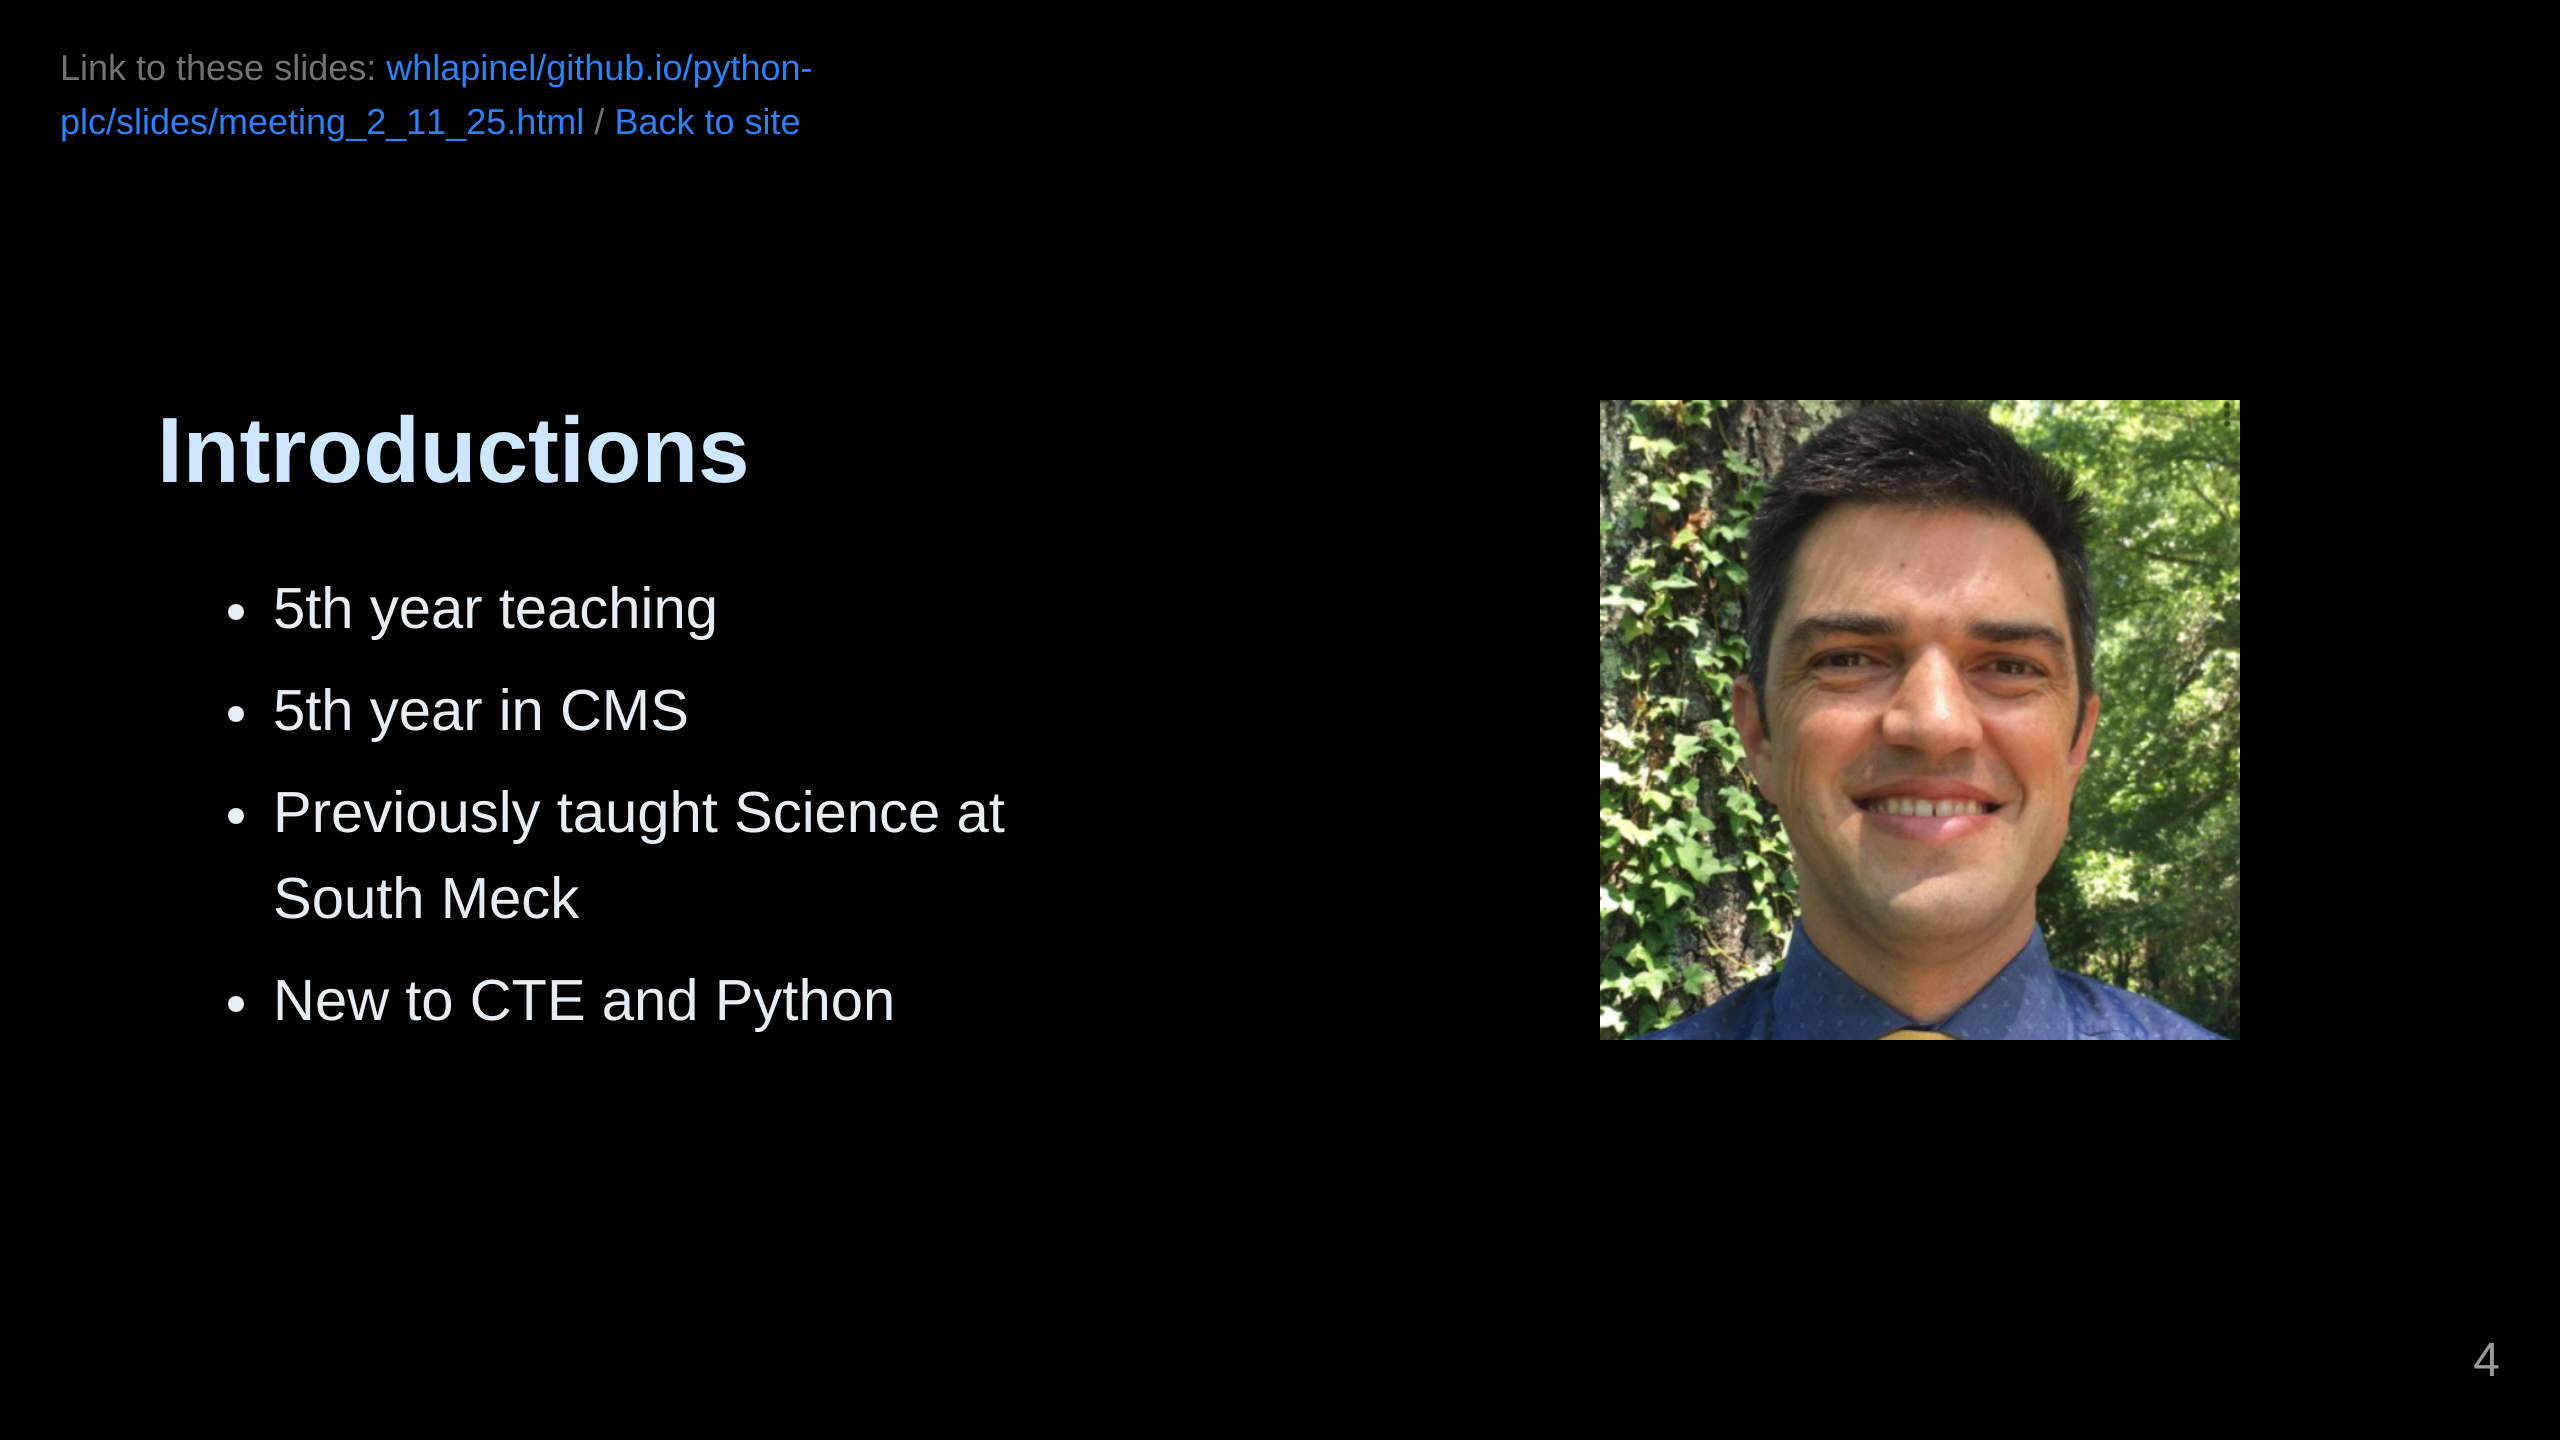 Link to these slides: whlapinel/github.io/python-
plc/slides/meeting_2_11_25.html / Back to site
Introductions
• 5th year teaching
• 5th year in CMS
• Previously taught Science at
South Meck
• New to CTE and Python
4